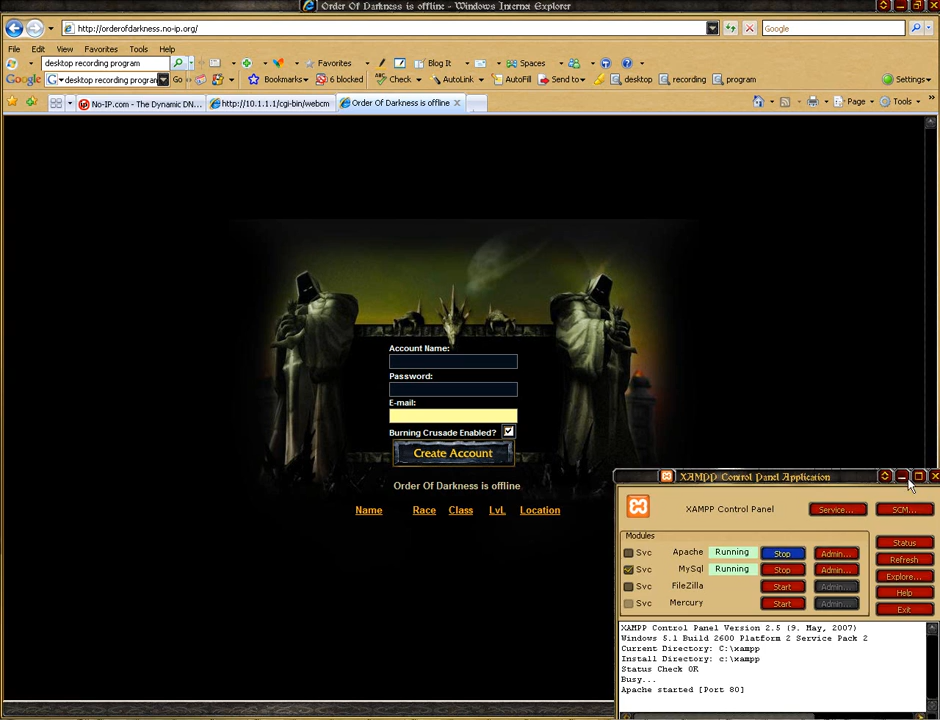 Order Of Darkness is offline - Windows Internet Explorer
http://orderofdarkness.no-ip.org/
Google
File Edit View Favorites Tools Help
desktop recording program Favorites Blog It Spaces
Google desktop recording program Go Bookmarks 6 blocked Check AutoLink AutoFill Send to desktop recording program Settings
No-IP.com - The Dynamic DN... http://10.1.1.1/cgi-bin/webcm Order Of Darkness is offline Page Tools
Account Name:
Password:
E-mail:
Burning Crusade Enabled?
Create Account
Order Of Darkness is offline
Name Race Class LvL Location
XAMPP Control Panel Application
XAMPP Control Panel Service... SCM...
Modules
Svc Apache Running Stop Admin...
Svc MySql Running Stop Admin...
Svc FileZilla Start Admin...
Svc Mercury Start Admin...
Status
Refresh
Explore...
Help
Exit
XAMPP Control Panel Version 2.5 (9. May, 2007)
Windows 5.1 Build 2600 Platform 2 Service Pack 2
Current Directory: C:\xampp
Install Directory: c:\xampp
Status Check OK
Busy...
Apache started [Port 80]